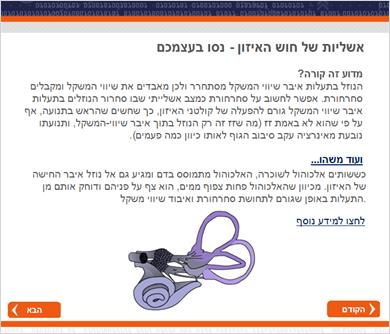 אשליות של חוש האיזון - נסו בעצמכם
מדוע זה קורה?
הנוזל בתעלות איבר שיווי המשקל מסתחרר ולכן מאבדים את שיווי המשקל ומקבלים
סחרחורת. אפשר לחשוב על סחרחורת כמצב אשלייתי שבו סחרור הנוזלים בתעלות
איבר שיווי המשקל גורם להפעלה של קולטני האיזון, כך שחשים שהראש בתנועה, אף
על פי שהוא לא באמת זז (מה שזז זה רק הנוזל בתוך איבר שיווי-המשקל, ותנועתו
נובעת מאינרציה עקב סיבוב הגוף לאותו כיוון כמה פעמים).
ועוד משהו...
כששותים אלכוהול לשוכרה, האלכוהול מתמוסס בדם ומגיע גם אל נוזל איבר החישה
של האיזון. מכיוון שהאלכוהול פחות צפוף ממים, הוא צף על פניהם ודוחק אותם מן
התעלות באופן שגורם לתחושת סחרחורת ואיבוד שיווי משקל.
לחצו למידע נוסף
הקודם
הבא